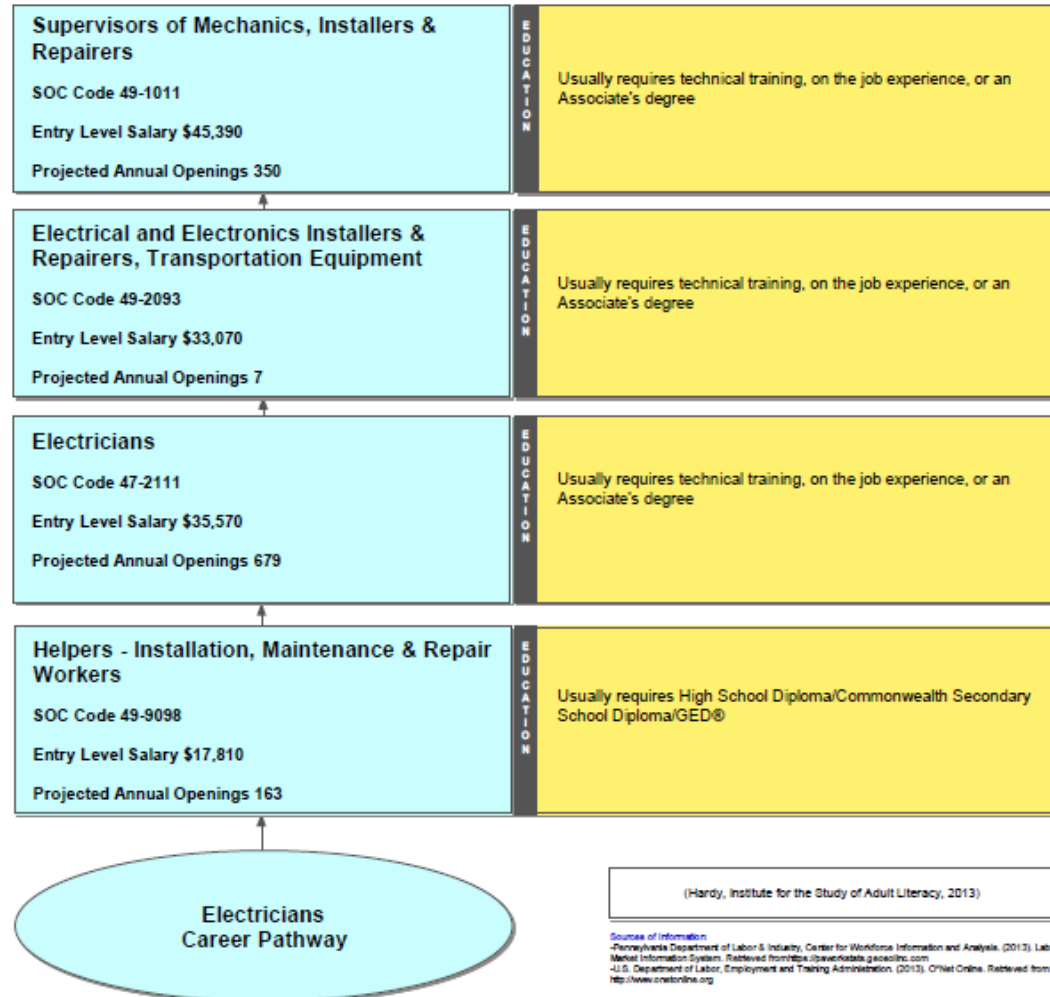 Supervisors of Mechanics, Installers &
Repairers
SOC Code 49-1011
Entry Level Salary $45,390
Projected Annual Openings 350
EDUCATION
Usually requires technical training, on the job experience, or an
Associate's degree
Electrical and Electronics Installers &
Repairers, Transportation Equipment
SOC Code 49-2093
Entry Level Salary $33,070
Projected Annual Openings 7
EDUCATION
Usually requires technical training, on the job experience, or an
Associate's degree
Electricians
SOC Code 47-2111
Entry Level Salary $35,570
Projected Annual Openings 679
EDUCATION
Usually requires technical training, on the job experience, or an
Associate's degree
Helpers - Installation, Maintenance & Repair
Workers
SOC Code 49-9098
Entry Level Salary $17,810
Projected Annual Openings 163
EDUCATION
Usually requires High School Diploma/Commonwealth Secondary
School Diploma/GED®
Electricians
Career Pathway
(Hardy, Institute for the Study of Adult Literacy, 2013)
Sources of Information:
-Pennsylvania Department of Labor & Industry, Center for Workforce Information and Analysis. (2013). Lab
Market Information System. Retrieved from
-U.S. Department of Labor, Employment and Training Administration. (2013). O*Net Online. Retrieved from
http://www.onetonline.org